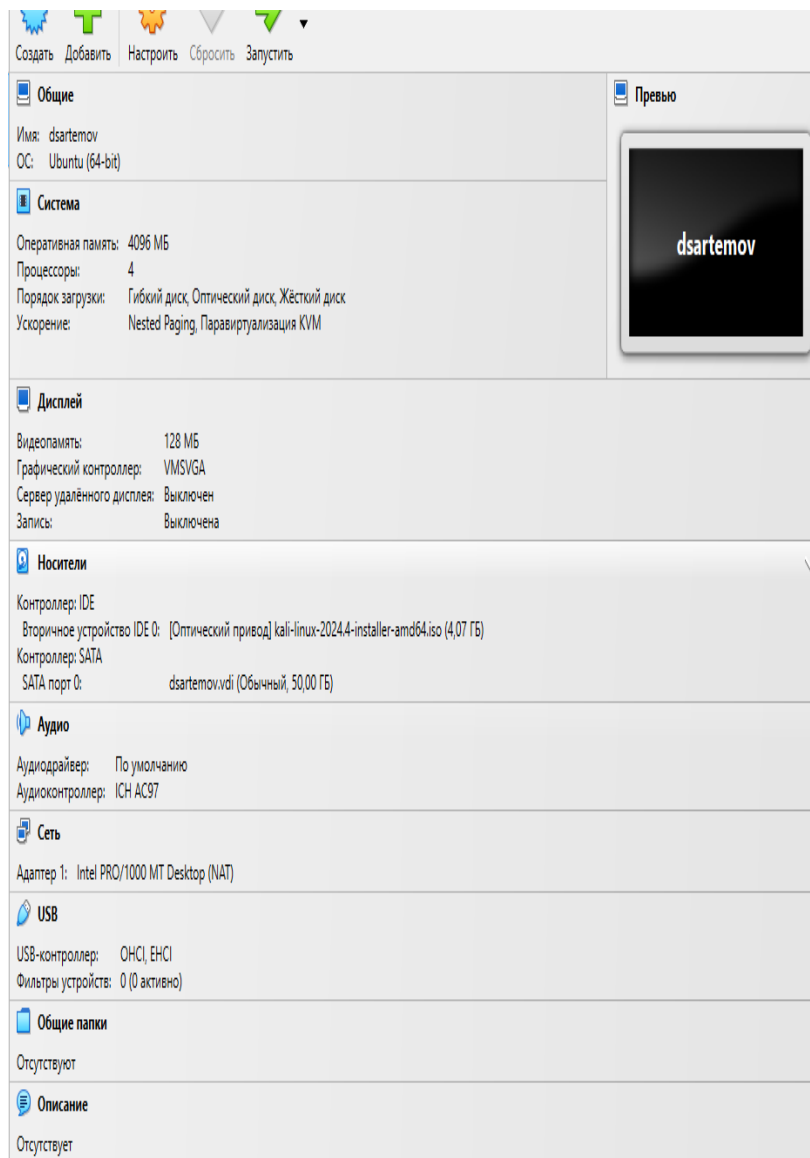 Создать Добавить Настроить Сбросить Запустить
Общие
Имя: dsartemov
ОС: Ubuntu (64-bit)
Превью
dsartemov
Система
Оперативная память: 4096 МБ
Процессоры: 4
Порядок загрузки: Гибкий диск, Оптический диск, Жёсткий диск
Ускорение: Nested Paging, Паравиртуализация KVM
Дисплей
Видеопамять: 128 МБ
Графический контроллер: VMSVGA
Сервер удалённого дисплея: Выключен
Запись: Выключена
Носители
Контроллер: IDE
Вторичное устройство IDE 0: [Оптический привод] kali-linux-2024.4-installer-amd64.iso (4,07 ГБ)
Контроллер: SATA
SATA порт 0: dsartemov.vdi (Обычный, 50,00 ГБ)
Аудио
Аудиодрайвер: По умолчанию
Аудиоконтроллер: ICH AC97
Сеть
Адаптер 1: Intel PRO/1000 MT Desktop (NAT)
USB
USB-контроллер: OHCI, EHCI
Фильтры устройств: 0 (0 активно)
Общие папки
Отсутствуют
Описание
Отсутствует